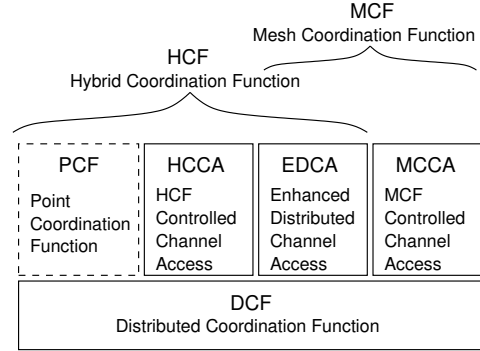 MCF
Mesh Coordination Function
HCF
Hybrid Coordination Function
PCF
Point
Coordination
Function
HCCA
HCF
Controlled
Channel
Access
EDCA
Enhanced
Distributed
Channel
Access
MCCA
MCF
Controlled
Channel
Access
DCF
Distributed Coordination Function